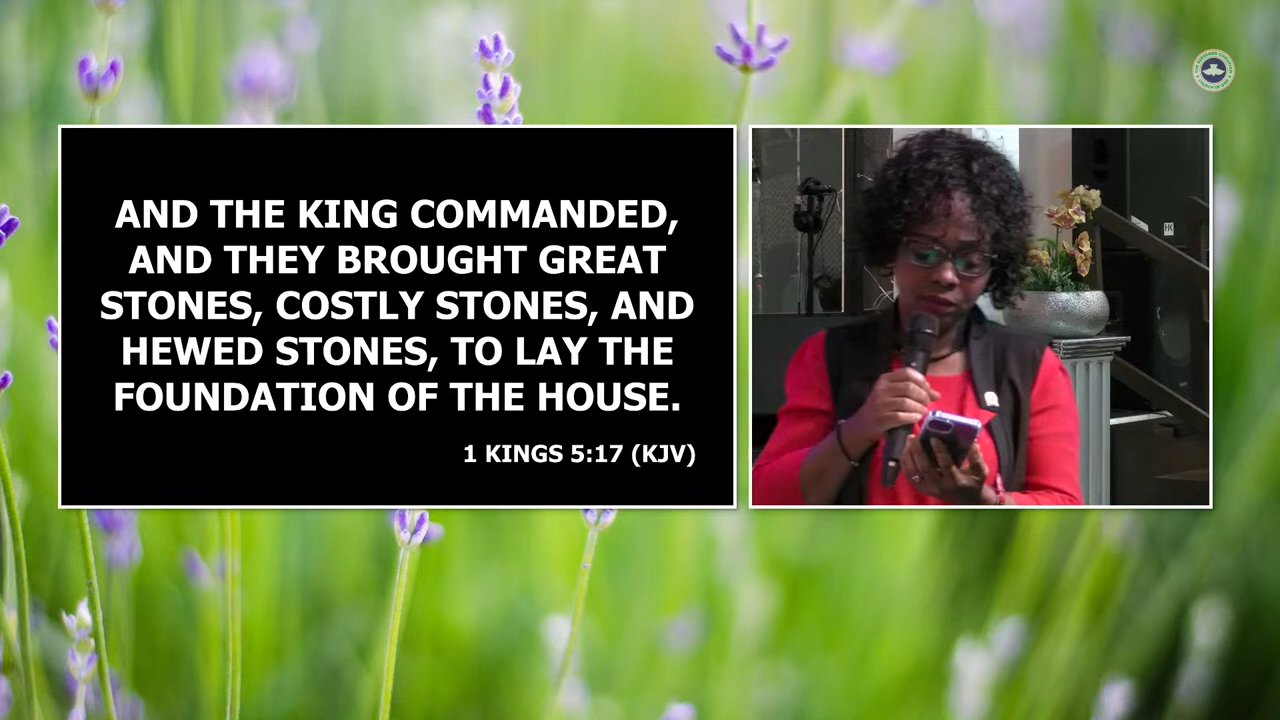 AND THE KING COMMANDED,
AND THEY BROUGHT GREAT
STONES, COSTLY STONES, AND
HEWED STONES, TO LAY THE
FOUNDATION OF THE HOUSE.
1 KINGS 5:17 (KJV)